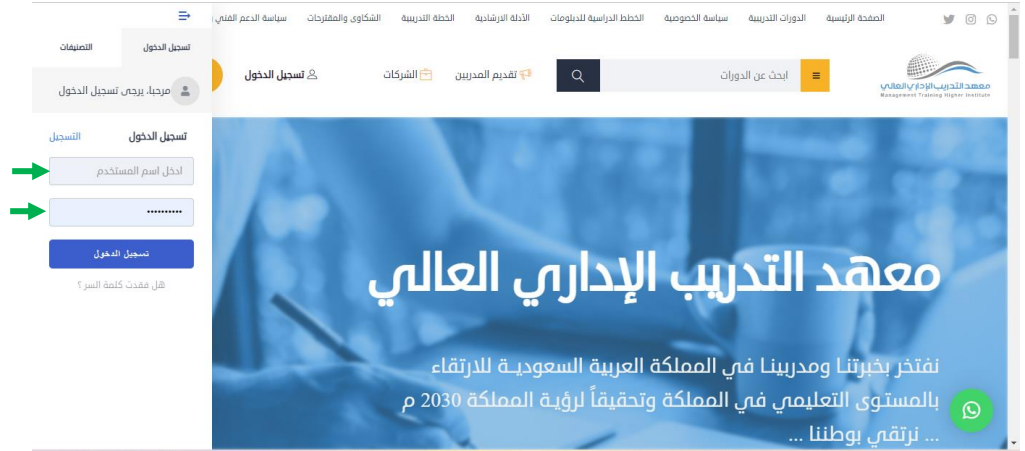 الصفحة الرئيسية الدورات التدريبية سياسة الخصوصية الخطط الدراسية للدبلومات الأدلة الارشادية الخطة التدريبية الشكاوى والمقترحات سياسة الدعم الفني
معهد التدريب الإداري العالي
Management Training Higher Institute
ابحث عن الدورات
تقديم المدربين
الشركات
تسجيل الدخول
معهد التدريب الإداري العالي
نفتخر بخبرتنا ومدربينا في المملكة العربية السعودية للارتقاء
بالمستوى التعليمي في المملكة وتحقيقاً لرؤية المملكة 2030 م
... نرتقي بوطننا ...
تسجيل الدخول التصنيفات
مرحبا، يرجى تسجيل الدخول
تسجيل الدخول التسجيل
ادخل اسم المستخدم
••••••••••
تسجيل الدخول
هل فقدت كلمة السر ؟